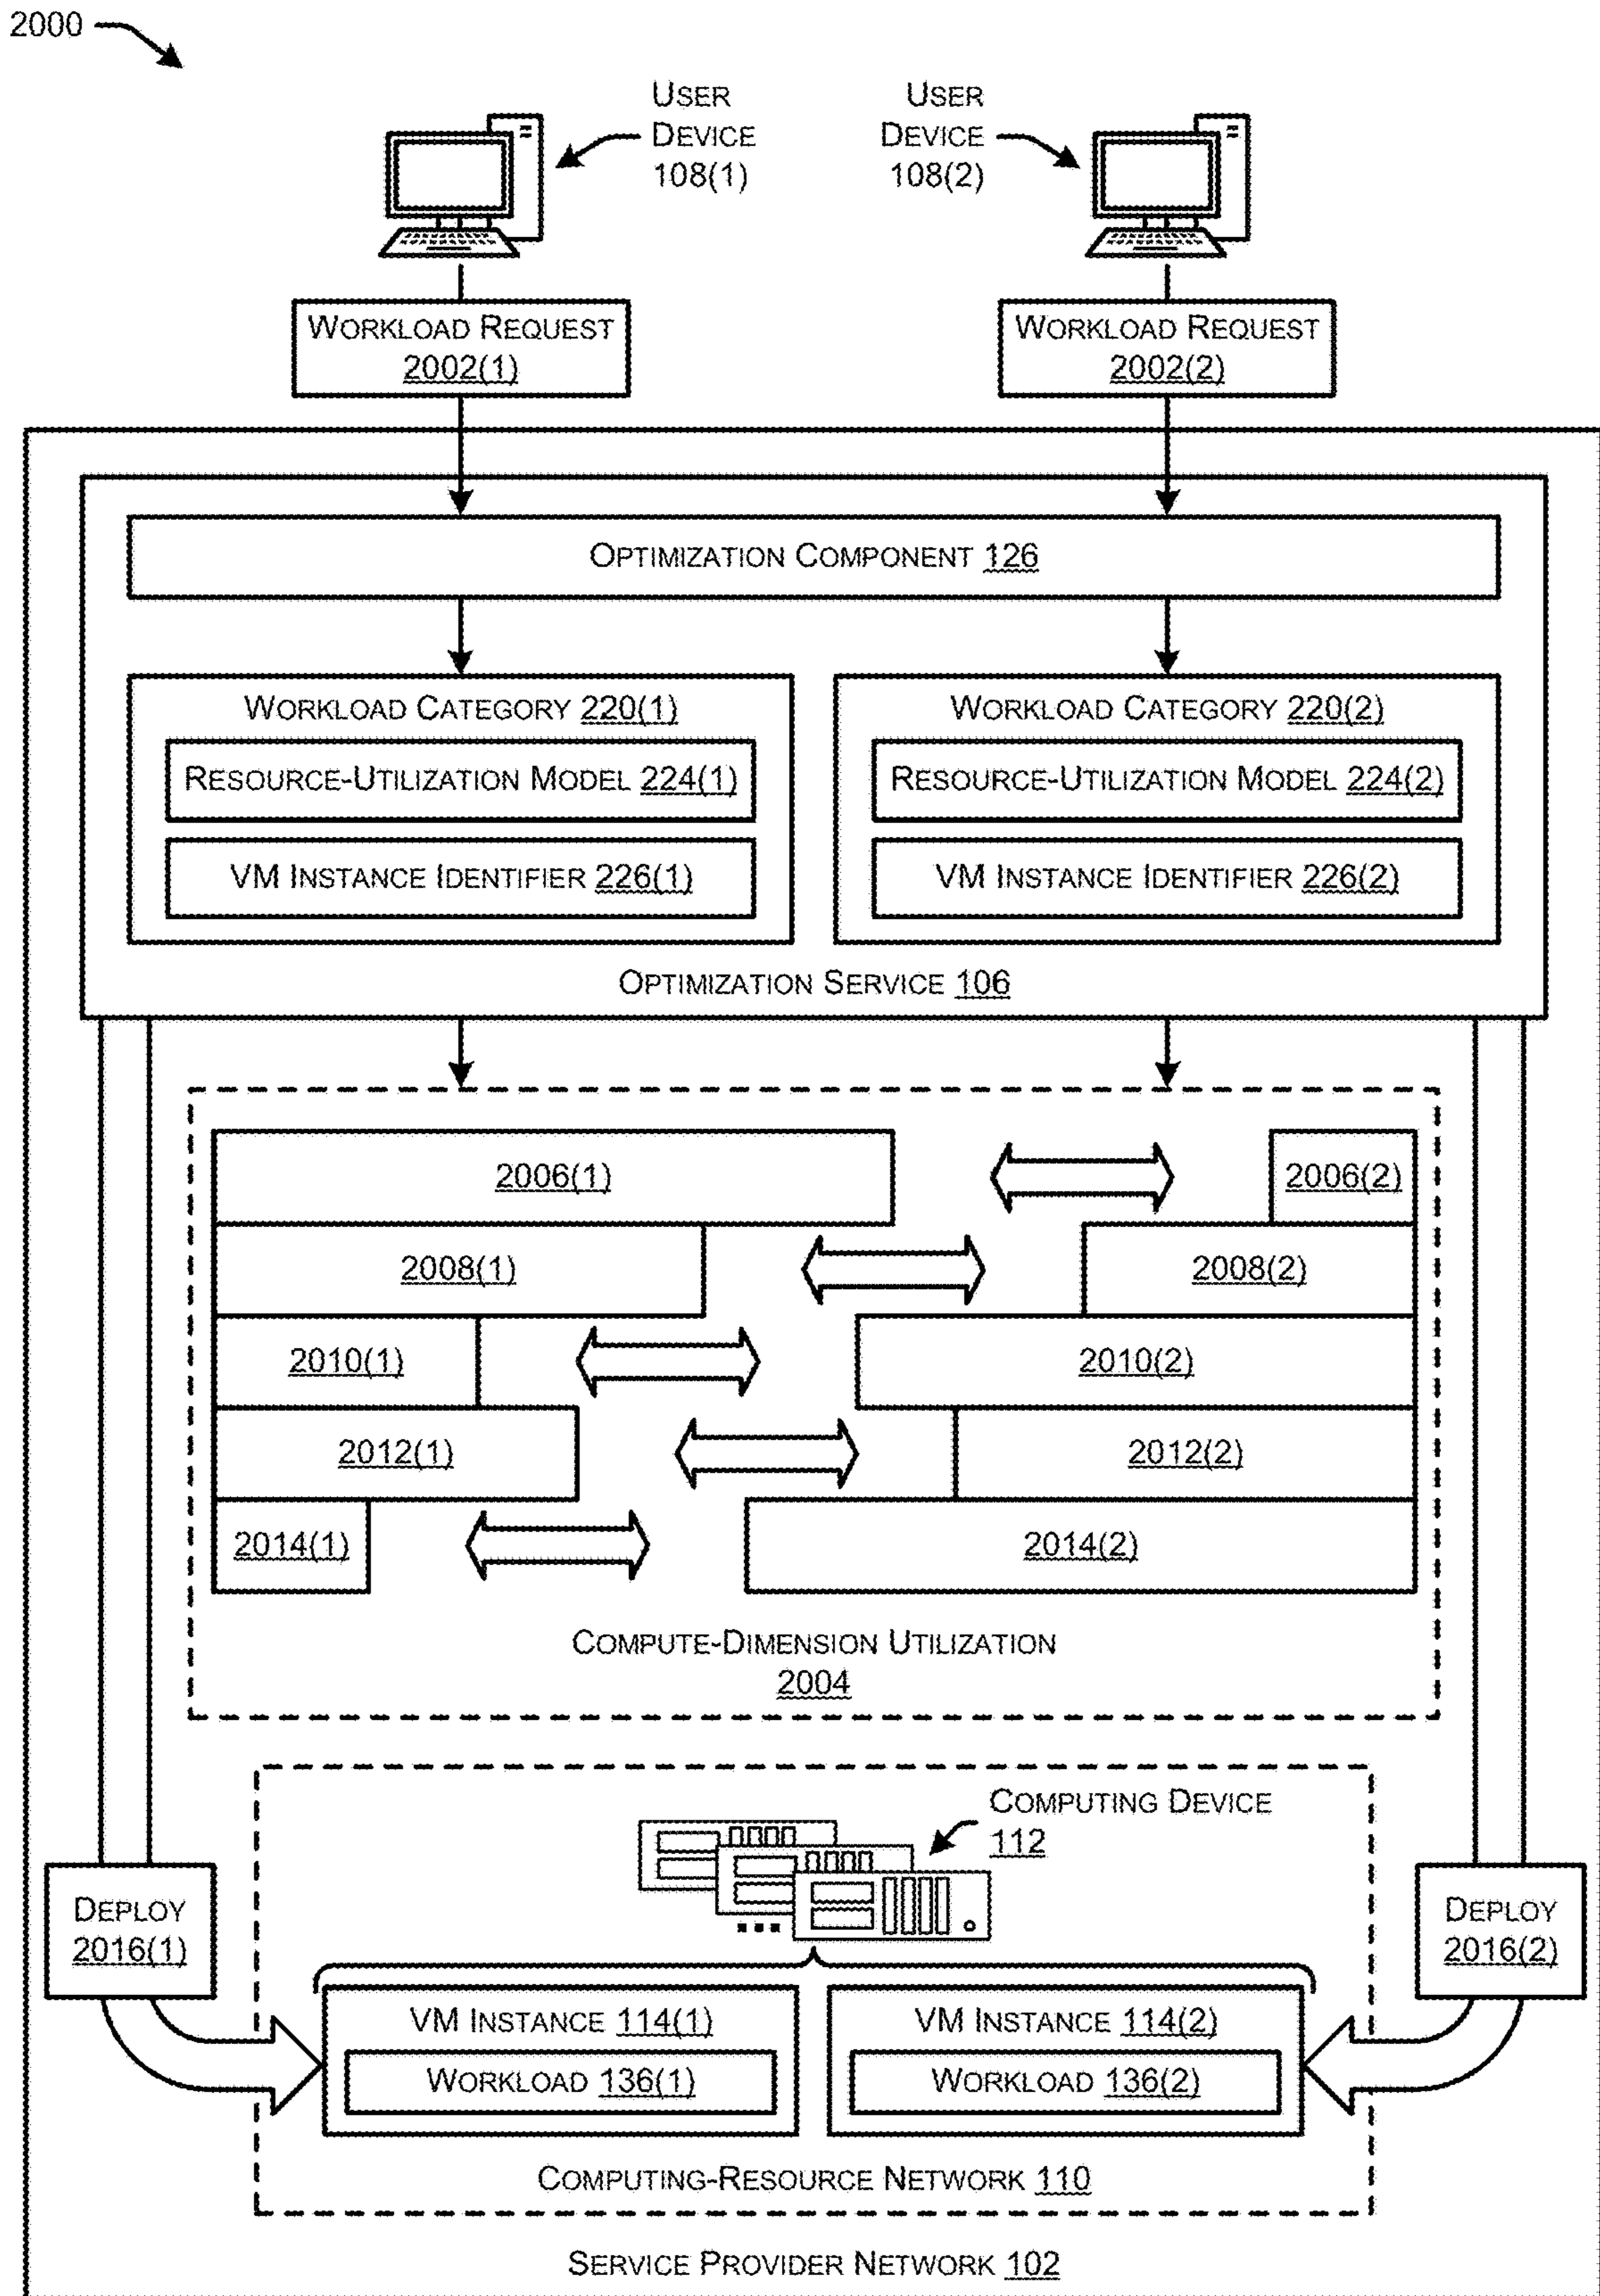 2000
USER
DEVICE
108(1)
USER
DEVICE
108(2)
WORKLOAD REQUEST
2002(1)
WORKLOAD REQUEST
2002(2)
OPTIMIZATION COMPONENT 126
WORKLOAD CATEGORY 220(1)
RESOURCE-UTILIZATION MODEL 224(1)
VM INSTANCE IDENTIFIER 226(1)
WORKLOAD CATEGORY 220(2)
RESOURCE-UTILIZATION MODEL 224(2)
VM INSTANCE IDENTIFIER 226(2)
OPTIMIZATION SERVICE 106
2006(1)
2006(2)
2008(1)
2008(2)
2010(1)
2010(2)
2012(1)
2012(2)
2014(1)
2014(2)
COMPUTE-DIMENSION UTILIZATION
2004
COMPUTING DEVICE
112
DEPLOY
2016(1)
DEPLOY
2016(2)
VM INSTANCE 114(1)
WORKLOAD 136(1)
VM INSTANCE 114(2)
WORKLOAD 136(2)
COMPUTING-RESOURCE NETWORK 110
SERVICE PROVIDER NETWORK 102